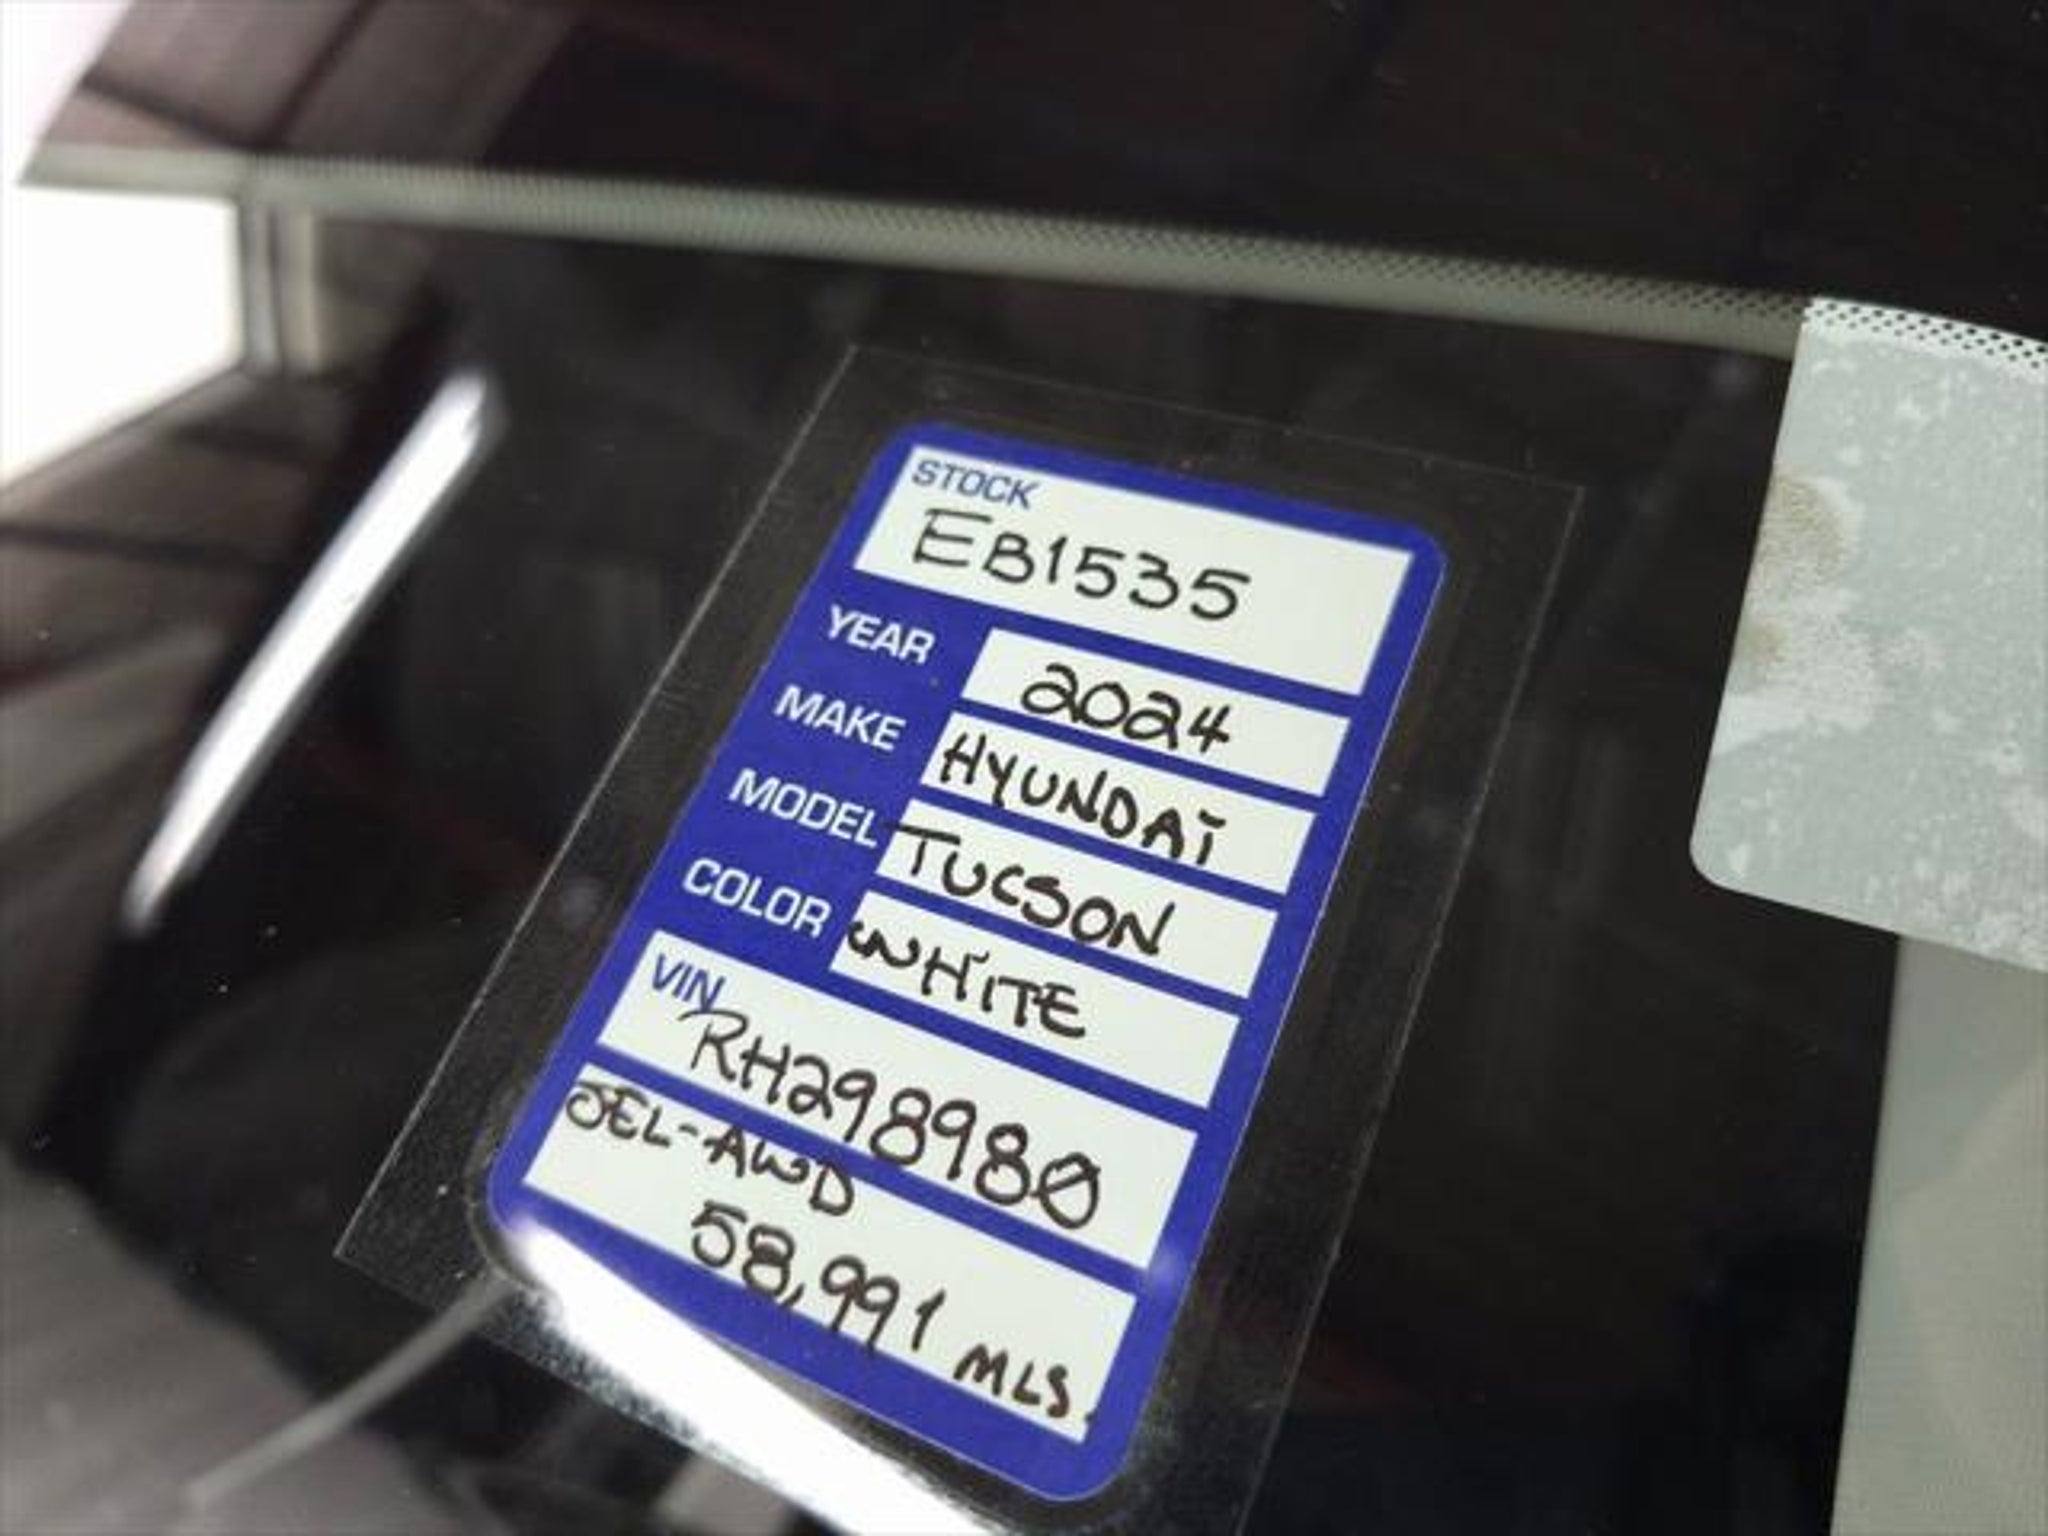 STOCK
EB1535
YEAR 2024
MAKE HYUNDAI
MODEL TUCSON
COLOR WHITE
VIN
RH298980
SEL-AWD
58,991 MLS.